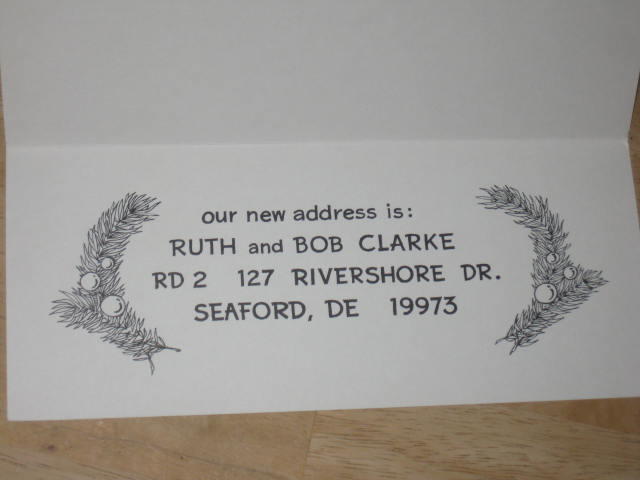 our new address is:
RUTH and BOB CLARKE
RD 2 127 RIVERSHORE DR.
SEAFORD, DE 19973